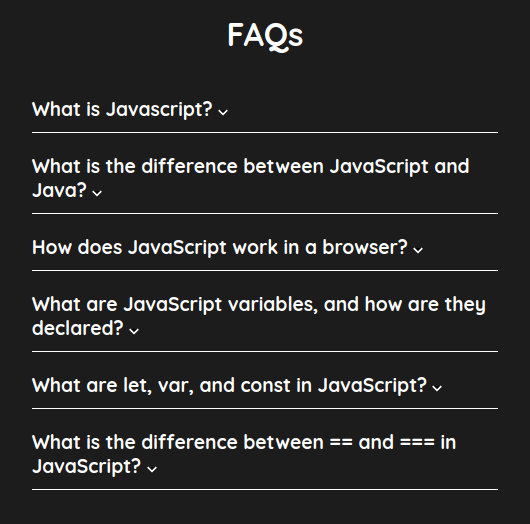 FAQs
What is Javascript?
What is the difference between JavaScript and
Java?
How does JavaScript work in a browser?
What are JavaScript variables, and how are they
declared?
What are let, var, and const in JavaScript?
What is the difference between == and === in
JavaScript?